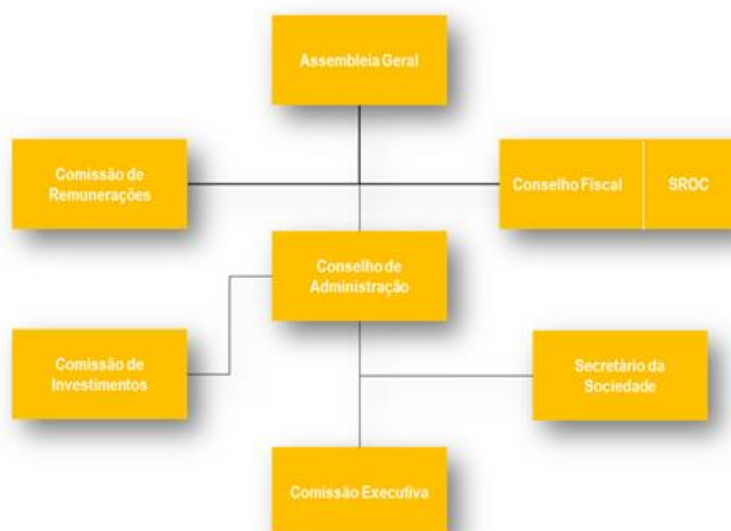 Assembleia Geral
Comissão de
Remunerações
Conselho Fiscal
SROC
Conselho de
Administração
Comissão de
Investimentos
Secretário da
Sociedade
Comissão Executiva